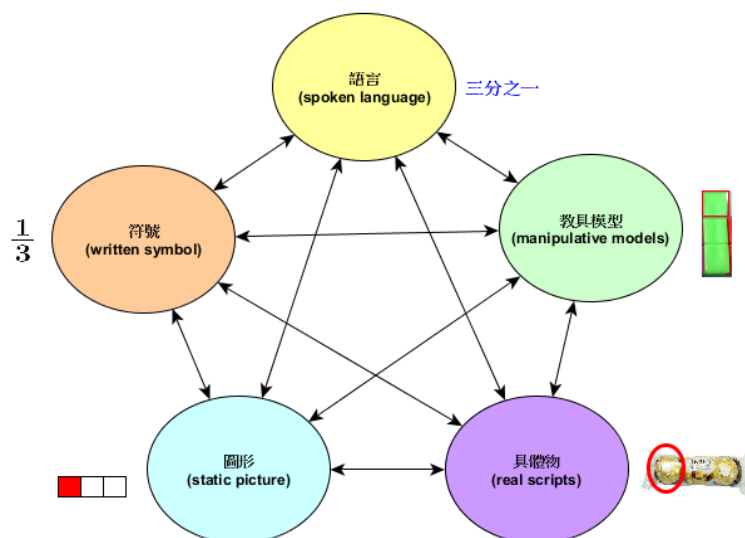 語言
(spoken language)
三分之一
符號
(written symbol)
1
3
教具模型
(manipulative models)
圖形
(static picture)
具體物
(real scripts)